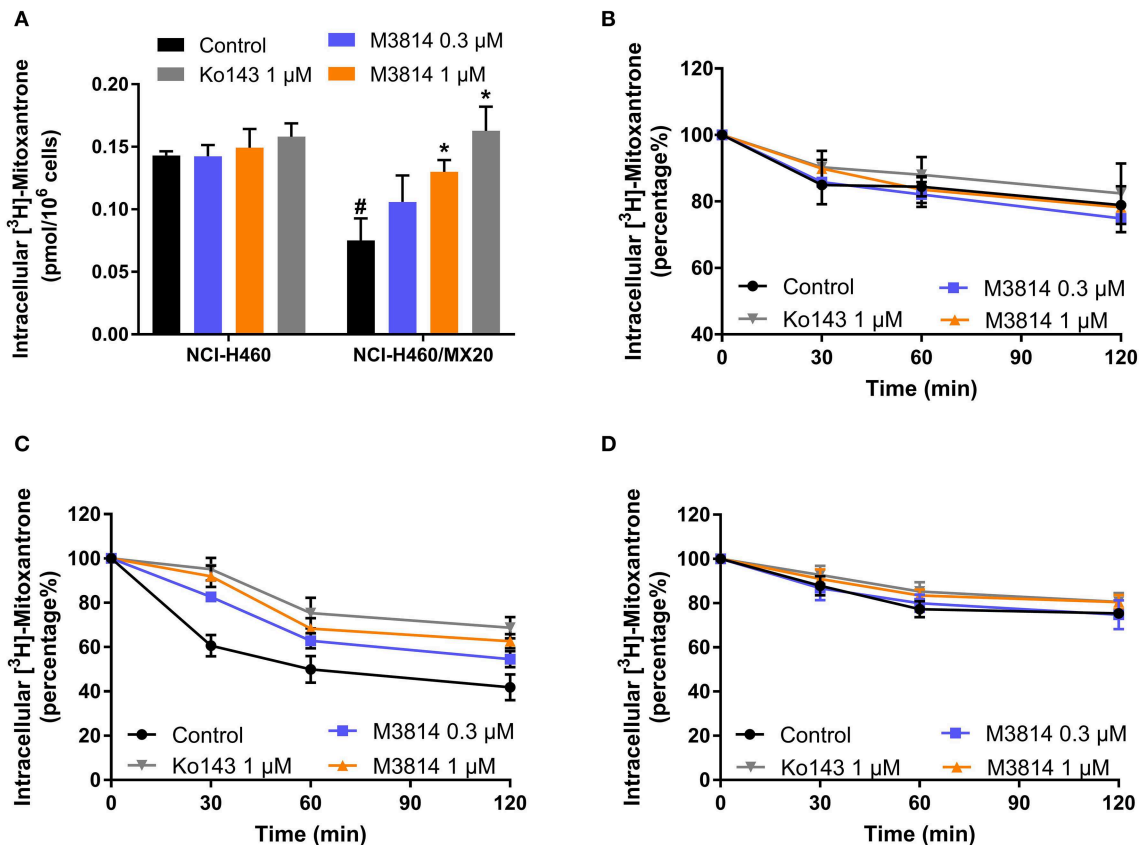 A
Control
M3814 0.3 µM
Ko143 1 µM
M3814 1 µM
Intracellular [³H]-Mitoxantrone
(pmol/10⁶ cells)
0.20
0.15
0.10
0.05
0.00
#
*
*
NCI-H460
NCI-H460/MX20
B
Intracellular [³H]-Mitoxantrone
(percentage%)
120
100
80
60
40
Control
M3814 0.3 µM
Ko143 1 µM
M3814 1 µM
0
30
60
90
120
Time (min)
C
Intracellular [³H]-Mitoxantrone
(percentage%)
120
100
80
60
40
20
0
Control
M3814 0.3 µM
Ko143 1 µM
M3814 1 µM
0
30
60
90
120
Time (min)
D
Intracellular [³H]-Mitoxantrone
(percentage%)
120
100
80
60
40
20
0
Control
M3814 0.3 µM
Ko143 1 µM
M3814 1 µM
0
30
60
90
120
Time (min)